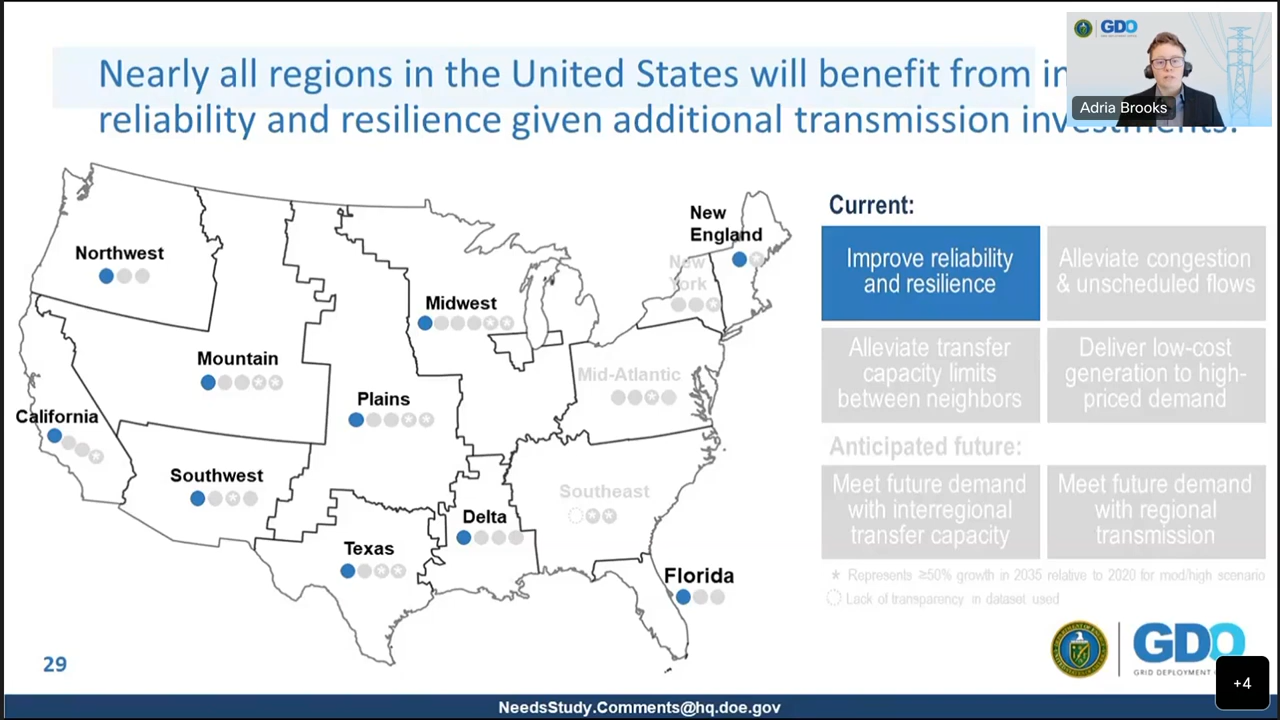 Nearly all regions in the United States will benefit from
reliability and resilience given additional transmission investments.
GDO
Adria Brooks
Northwest
Mountain
California
Southwest
Plains
Midwest
Texas
Delta
New
England
New
York
Mid-Atlantic
Southeast
Florida
Current:
Improve reliability
and resilience
Alleviate congestion
& unscheduled flows
Alleviate transfer
capacity limits
between neighbors
Deliver low-cost
generation to high-
priced demand
Anticipated future:
Meet future demand
with interregional
transfer capacity
Meet future demand
with regional
transmission
* Represents ≥50% growth in 2035 relative to 2020 for mod/high scenario
Lack of transparency in dataset used
GDO
GRID DEPLOYMENT
+4
29
NeedsStudy.Comments@hq.doe.gov